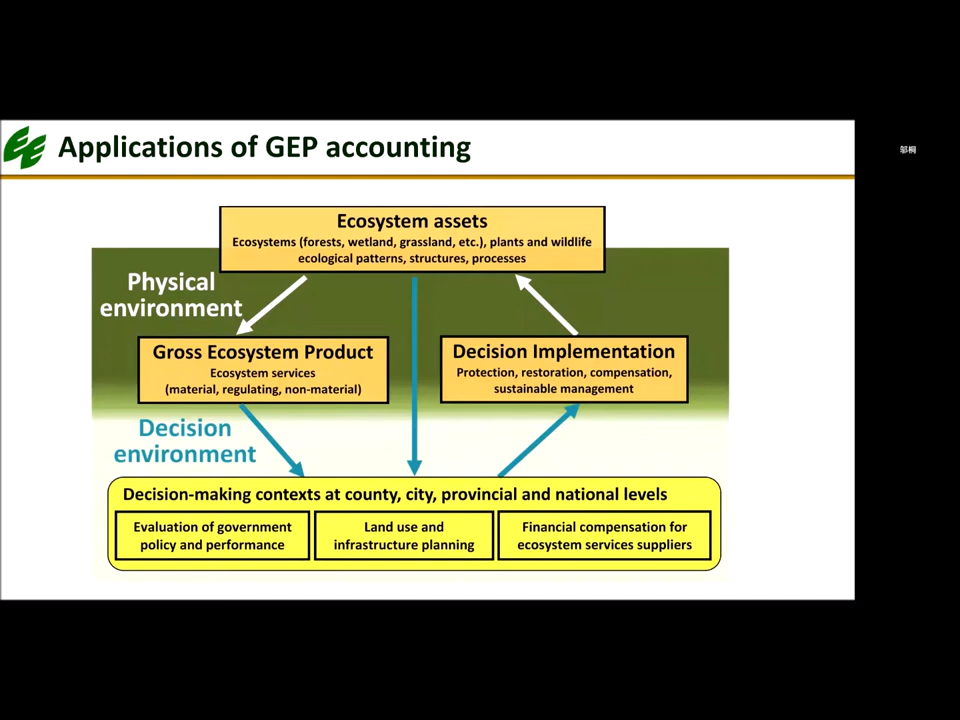 Applications of GEP accounting
邬桐
Ecosystem assets
Ecosystems (forests, wetland, grassland, etc.), plants and wildlife
ecological patterns, structures, processes
Physical
environment
Gross Ecosystem Product
Ecosystem services
(material, regulating, non-material)
Decision Implementation
Protection, restoration, compensation,
sustainable management
Decision
environment
Decision-making contexts at county, city, provincial and national levels
Evaluation of government
policy and performance
Land use and
infrastructure planning
Financial compensation for
ecosystem services suppliers